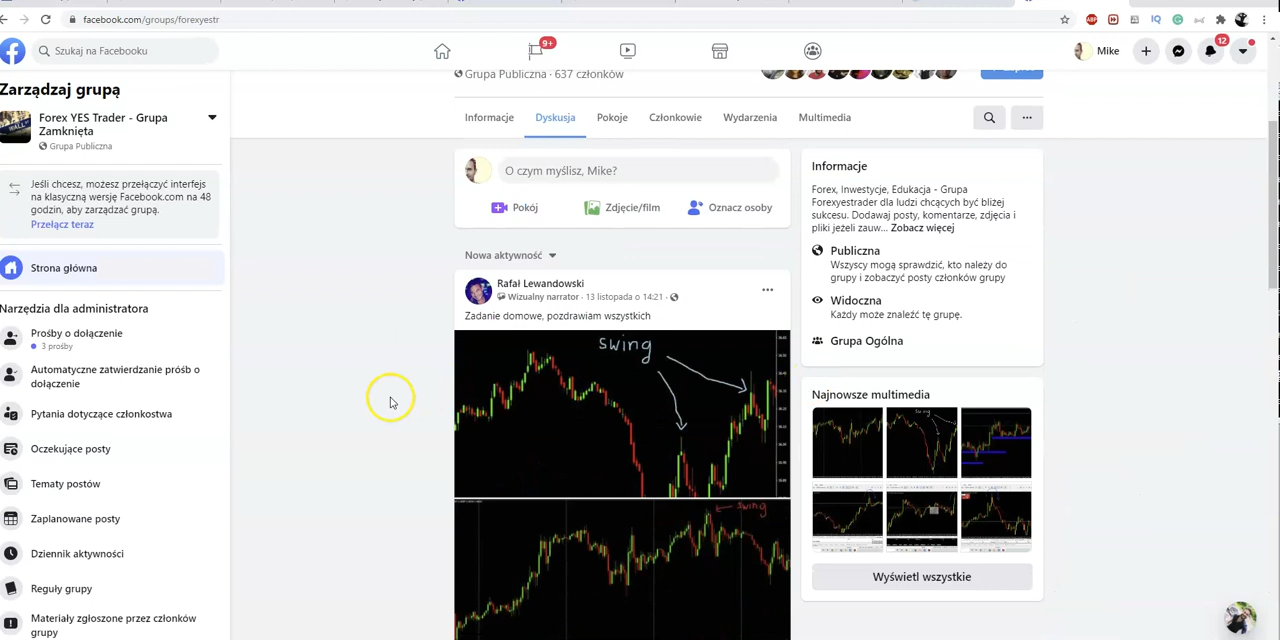 facebook.com/groups/forexyestr
Szukaj na Facebooku
9+
Mike
12
Zarządzaj grupą
Forex YES Trader - Grupa
Zamknięta
Grupa Publiczna
Jeśli chcesz, możesz przełączyć interfejs
na klasyczną wersję Facebook.com na 48
godzin, aby zarządzać grupą.
Przełącz teraz
Strona główna
Narzędzia dla administratora
Prośby o dołączenie
3 prośby
Automatyczne zatwierdzanie próśb o
dołączenie
Pytania dotyczące członkostwa
Oczekujące posty
Tematy postów
Zaplanowane posty
Dziennik aktywności
Reguły grupy
Materiały zgłoszone przez członków
grupy
Grupa Publiczna · 637 członków
Informacje
Dyskusja
Pokoje
Członkowie
Wydarzenia
Multimedia
O czym myślisz, Mike?
Pokój
Zdjęcie/film
Oznacz osoby
Nowa aktywność
Rafał Lewandowski
Wizualny narrator · 13 listopada o 14:21 ·
Zadanie domowe, pozdrawiam wszystkich
swing
swing
Informacje
Forex, Inwestycje, Edukacja - Grupa
Forexyestrader dla ludzi chcących być bliżej
sukcesu. Dodawaj posty, komentarze, zdjęcia i
pliki jeżeli zauw... Zobacz więcej
Publiczna
Wszyscy mogą sprawdzić, kto należy do
grupy i zobaczyć posty członków grupy
Widoczna
Każdy może znaleźć tę grupę.
Grupa Ogólna
Najnowsze multimedia
Wyświetl wszystkie